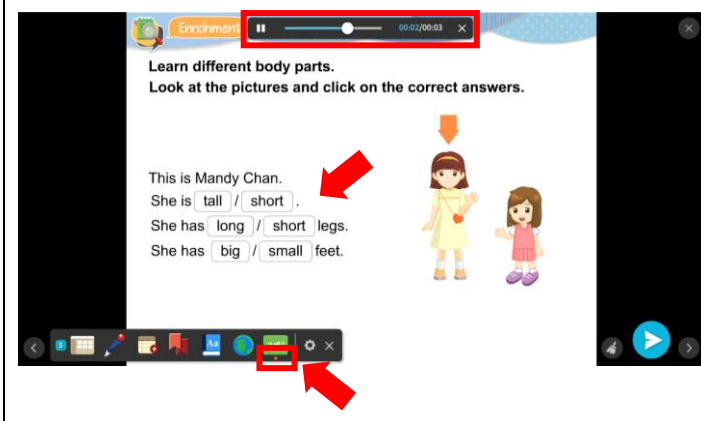 Enrichment
00:02/00:03
Learn different body parts.
Look at the pictures and click on the correct answers.
This is Mandy Chan.
She is tall / short .
She has long / short legs.
She has big / small feet.
S
Aa